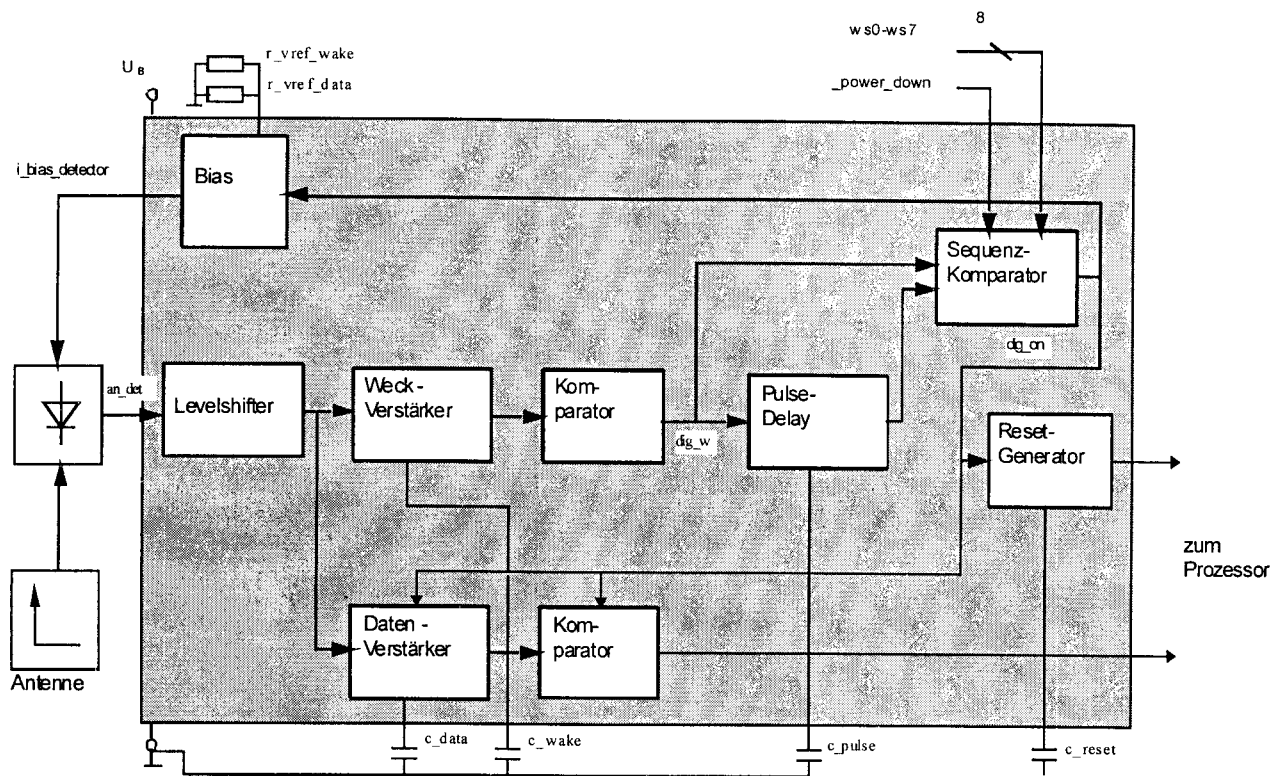 8
ws0-ws7
r_vref_wake
U B
r_vref_data
_power_down
i_bias_detector
Bias
Sequenz-
Komparator
dig_on
an_det
Levelshifter
Weck-
Verstärker
Kom-
parator
dig_w
Pulse-
Delay
Reset-
Generator
zum
Prozessor
Daten -
Verstärker
Kom-
parator
Antenne
c_data
c_wake
c_pulse
c_reset